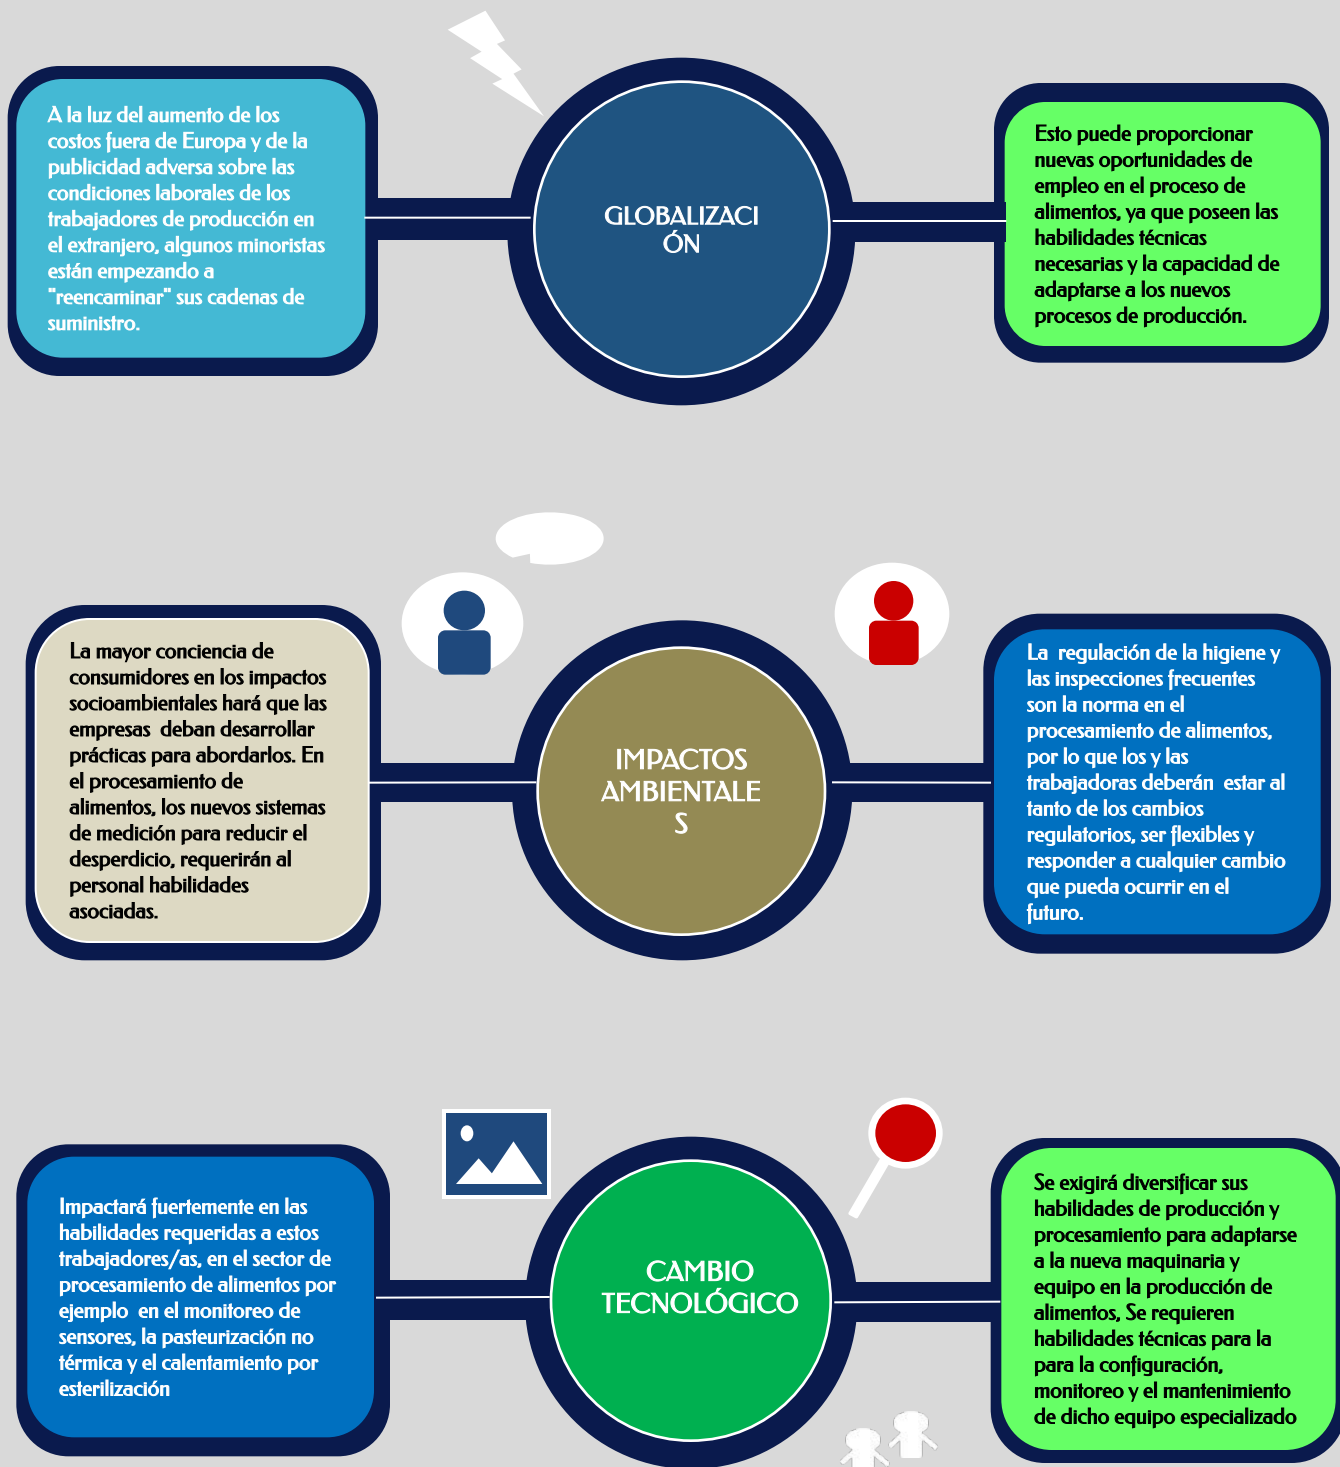 A la luz del aumento de los
costos fuera de Europa y de la
publicidad adversa sobre las
condiciones laborales de los
trabajadores de producción en
el extranjero, algunos minoristas
están empezando a
"reencaminar" sus cadenas de
suministro.
GLOBALIZACI
ÓN
Esto puede proporcionar
nuevas oportunidades de
empleo en el proceso de
alimentos, ya que poseen las
habilidades técnicas
necesarias y la capacidad de
adaptarse a los nuevos
procesos de producción.
La mayor conciencia de
consumidores en los impactos
socioambientales hará que las
empresas  deban desarrollar
prácticas para abordarlos. En
el procesamiento de
alimentos, los nuevos sistemas
de medición para reducir el
desperdicio, requerirán al
personal habilidades
asociadas.
IMPACTOS
AMBIENTALE
S
La  regulación de la higiene y
las inspecciones frecuentes
son la norma en el
procesamiento de alimentos,
por lo que los y las
trabajadoras deberán  estar al
tanto de los cambios
regulatorios, ser flexibles y
responder a cualquier cambio
que pueda ocurrir en el
futuro.
Impactará fuertemente en las
habilidades requeridas a estos
trabajadores/as, en el sector de
procesamiento de alimentos por
ejemplo  en el monitoreo de
sensores, la pasteurización no
térmica y el calentamiento por
esterilización
CAMBIO
TECNOLÓGICO
Se exigirá diversificar sus
habilidades de producción y
procesamiento para adaptarse
a la nueva maquinaria y
equipo en la producción de
alimentos, Se requieren
habilidades técnicas para la
para la configuración,
monitoreo y el mantenimiento
de dicho equipo especializado